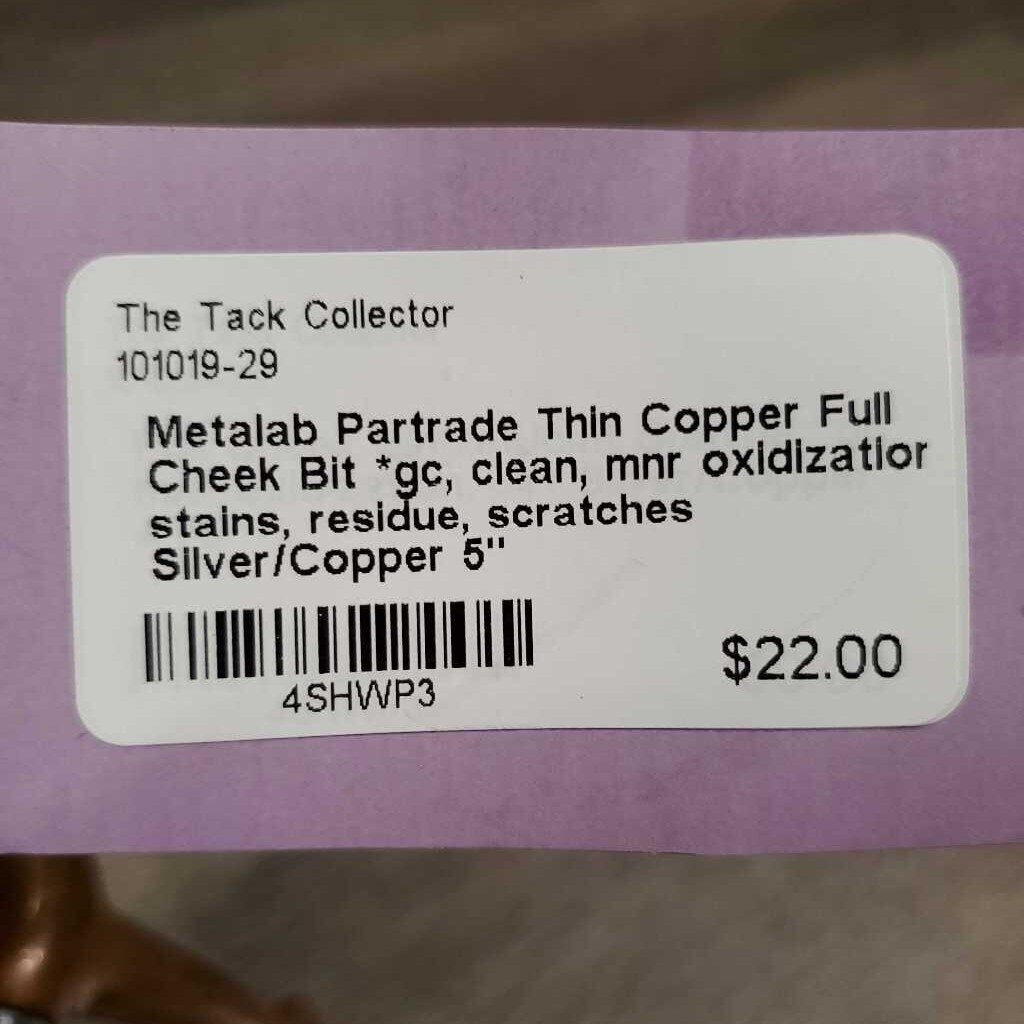 The Tack Collector
101019-29
Metalab Partrade Thin Copper Full
Cheek Bit *gc, clean, mnr oxidization
stains, residue, scratches
Silver/Copper 5"
4SHWP3
$22.00